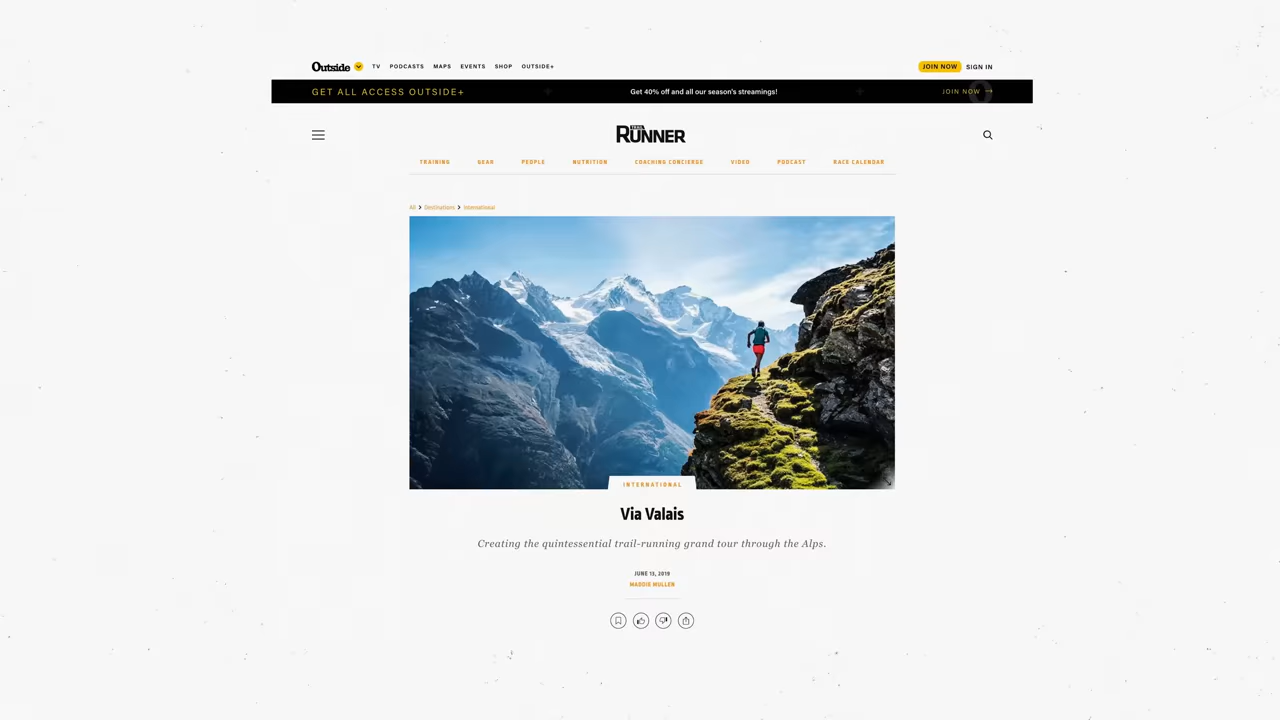 Outside TV PODCASTS MAPS EVENTS SHOP OUTSIDE+ JOIN NOW SIGN IN
GET ALL ACCESS OUTSIDE+ Get 40% off and all our season's streamings! JOIN NOW
TRAIL
RUNNER
TRAINING GEAR PEOPLE NUTRITION COACHING CONCIERGE VIDEO PODCAST RACE CALENDAR
All > Destinations > International
INTERNATIONAL
Via Valais
Creating the quintessential trail-running grand tour through the Alps.
JUNE 13, 2019
MADDIE MULLEN